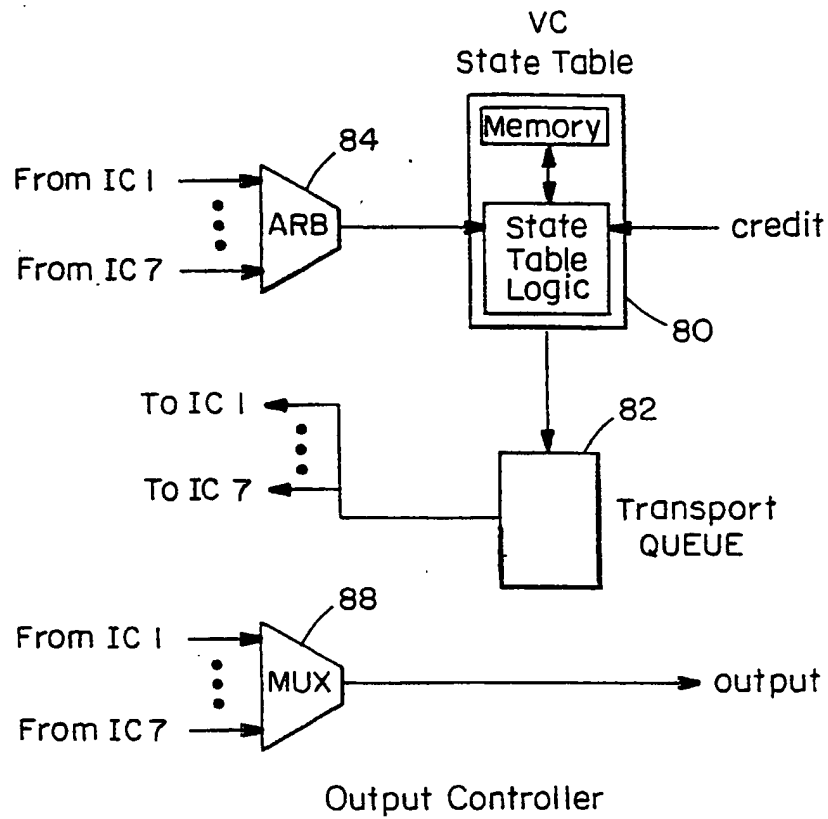 VC
State Table
Memory
84
From IC 1
ARB
State
Table
Logic
credit
From IC 7
80
To IC 1
82
To IC 7
Transport
QUEUE
88
From IC 1
MUX
output
From IC 7
Output Controller